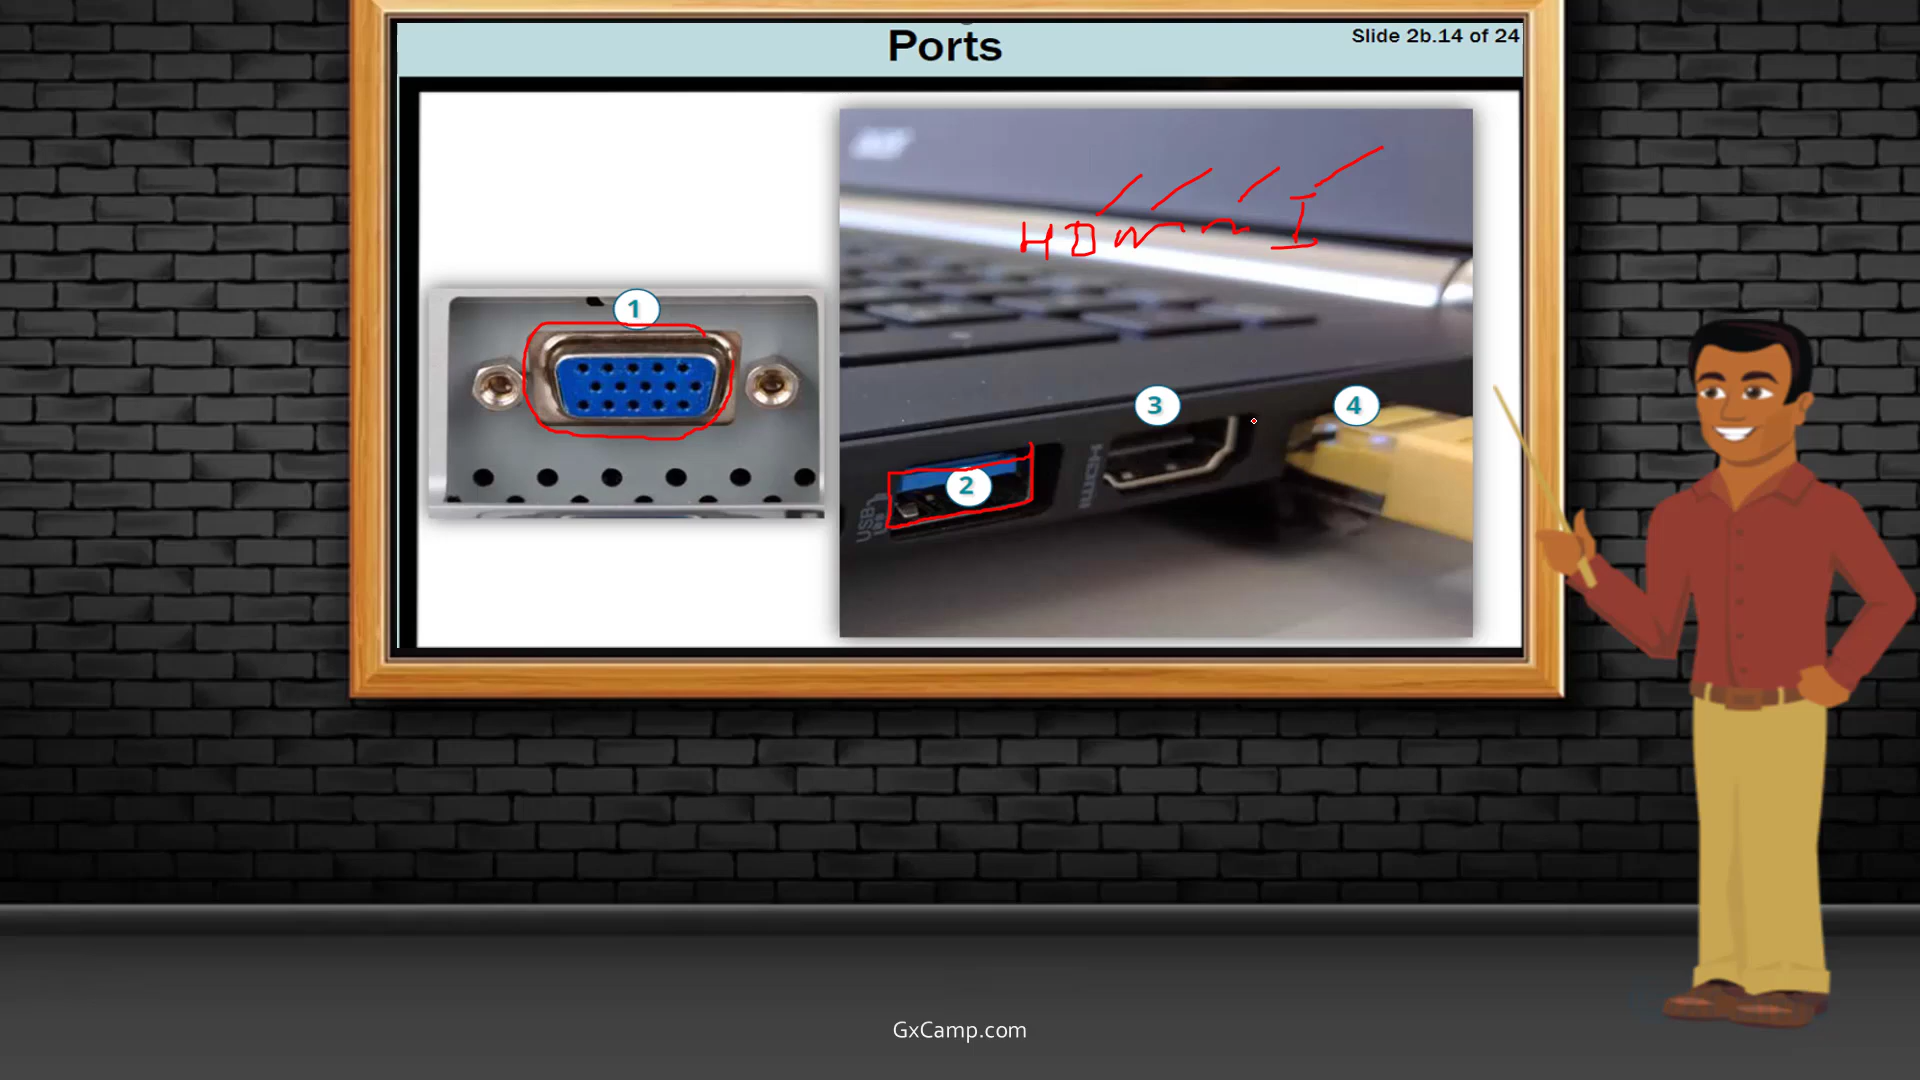 Ports
Slide 2b.14 of 24
1
HDmI
3
4
2
USB
HDMI
GxCamp.com